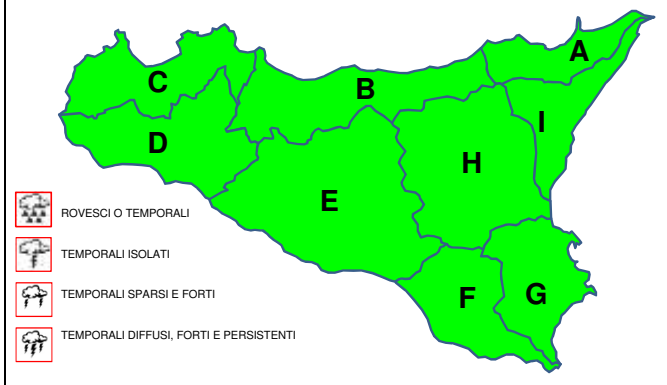 A
B
C
I
D
H
E
F
G
ROVESCI O TEMPORALI
TEMPORALI ISOLATI
TEMPORALI SPARSI E FORTI
TEMPORALI DIFFUSI, FORTI E PERSISTENTI